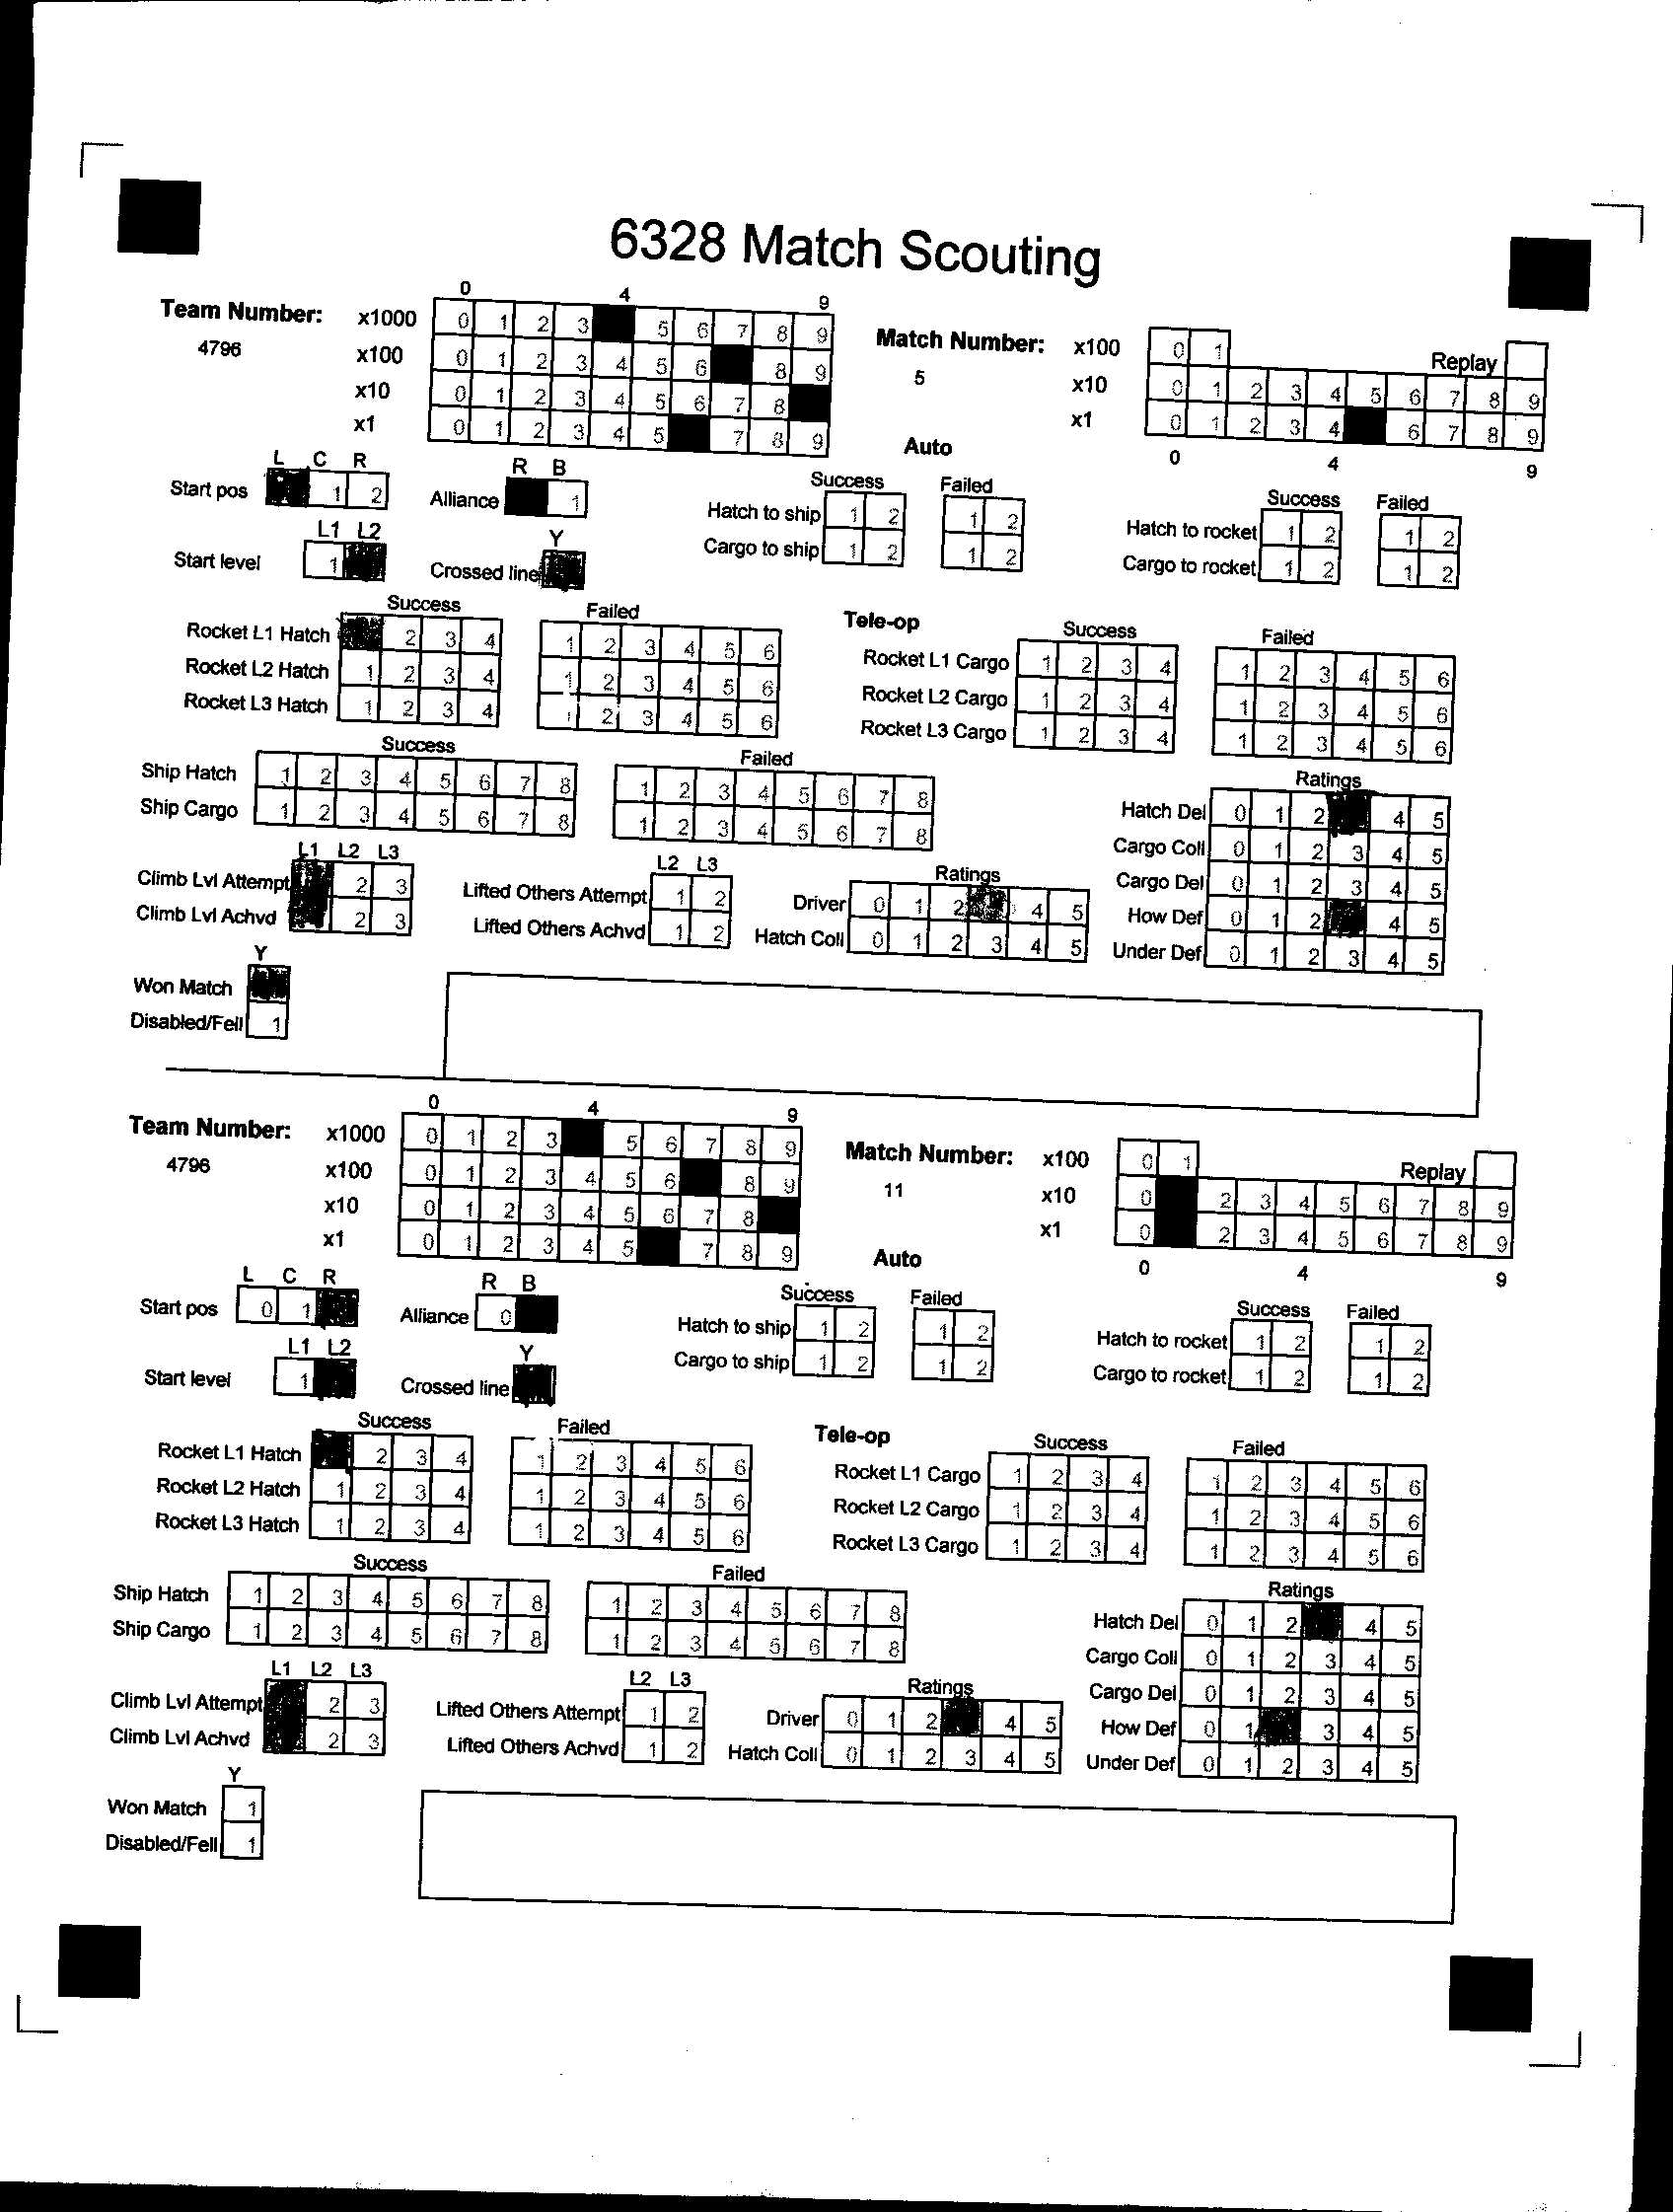 6328 Match Scouting
0 4 9
Team Number: x1000 0 1 2 3 5 6 7 8 9
4796 x100 0 1 2 3 4 5 6 8 9
x10 0 1 2 3 4 5 6 7 8
x1 0 1 2 3 4 5 7 8 9
Match Number: x100 0 1 Replay
5 x10 0 1 2 3 4 5 6 7 8 9
x1 0 1 2 3 4 6 7 8 9
0 4 9
Auto
L C R
Start pos 1 2
R B
Alliance 1
Success Failed
Hatch to ship 1 2 1 2
Cargo to ship 1 2 1 2
Success Failed
Hatch to rocket 1 2 1 2
Cargo to rocket 1 2 1 2
L1 L2
Start level 1
Y
Crossed line
Success Failed
Rocket L1 Hatch 2 3 4 1 2 3 4 5 6
Rocket L2 Hatch 1 2 3 4 1 2 3 4 5 6
Rocket L3 Hatch 1 2 3 4 1 2 3 4 5 6
Tele-op
Success Failed
Rocket L1 Cargo 1 2 3 4 1 2 3 4 5 6
Rocket L2 Cargo 1 2 3 4 1 2 3 4 5 6
Rocket L3 Cargo 1 2 3 4 1 2 3 4 5 6
Success Failed
Ship Hatch 1 2 3 4 5 6 7 8 1 2 3 4 5 6 7 8
Ship Cargo 1 2 3 4 5 6 7 8 1 2 3 4 5 6 7 8
Ratings
Hatch Del 0 1 2 4 5
Cargo Coll 0 1 2 3 4 5
Cargo Del 0 1 2 3 4 5
How Def 0 1 2 4 5
Under Def 0 1 2 3 4 5
L1 L2 L3
Climb Lvl Attempt 2 3
Climb Lvl Achvd 2 3
L2 L3
Lifted Others Attempt 1 2
Lifted Others Achvd 1 2
Ratings
Driver 0 1 2 4 5
Hatch Coll 0 1 2 3 4 5
Y
Won Match
Disabled/Fell 1
0 4 9
Team Number: x1000 0 1 2 3 5 6 7 8 9
4796 x100 0 1 2 3 4 5 6 8 9
x10 0 1 2 3 4 5 6 7 8
x1 0 1 2 3 4 5 7 8 9
Match Number: x100 0 1 Replay
11 x10 0 2 3 4 5 6 7 8 9
x1 0 2 3 4 5 6 7 8 9
0 4 9
Auto
L C R
Start pos 0 1
R B
Alliance 0
Success Failed
Hatch to ship 1 2 1 2
Cargo to ship 1 2 1 2
Success Failed
Hatch to rocket 1 2 1 2
Cargo to rocket 1 2 1 2
L1 L2
Start level 1
Y
Crossed line
Success Failed
Rocket L1 Hatch 2 3 4 1 2 3 4 5 6
Rocket L2 Hatch 1 2 3 4 1 2 3 4 5 6
Rocket L3 Hatch 1 2 3 4 1 2 3 4 5 6
Tele-op
Success Failed
Rocket L1 Cargo 1 2 3 4 1 2 3 4 5 6
Rocket L2 Cargo 1 2 3 4 1 2 3 4 5 6
Rocket L3 Cargo 1 2 3 4 1 2 3 4 5 6
Success Failed
Ship Hatch 1 2 3 4 5 6 7 8 1 2 3 4 5 6 7 8
Ship Cargo 1 2 3 4 5 6 7 8 1 2 3 4 5 6 7 8
Ratings
Hatch Del 0 1 2 4 5
Cargo Coll 0 1 2 3 4 5
Cargo Del 0 1 2 3 4 5
How Def 0 1 3 4 5
Under Def 0 1 2 3 4 5
L1 L2 L3
Climb Lvl Attempt 2 3
Climb Lvl Achvd 2 3
L2 L3
Lifted Others Attempt 1 2
Lifted Others Achvd 1 2
Ratings
Driver 0 1 2 4 5
Hatch Coll 0 1 2 3 4 5
Y
Won Match 1
Disabled/Fell 1